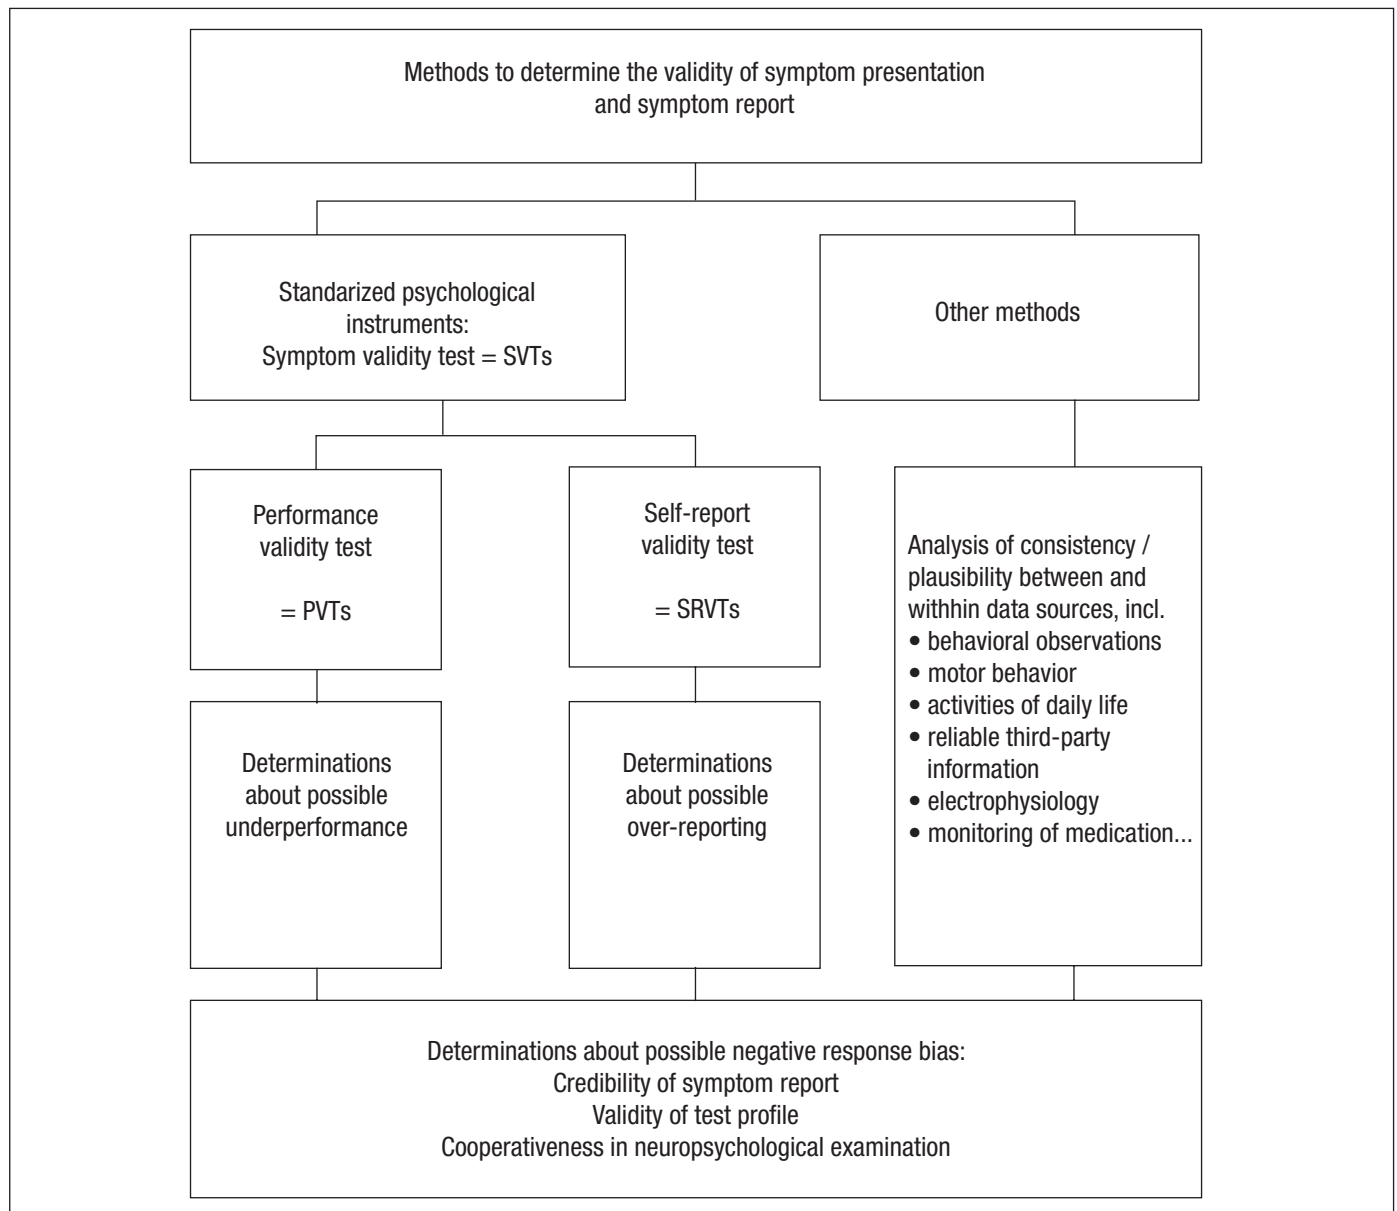 Methods to determine the validity of symptom presentation
and symptom report
Standarized psychological
instruments:
Symptom validity test = SVTs
Other methods
Performance
validity test
= PVTs
Self-report
validity test
= SRVTs
Analysis of consistency /
plausibility between and
withhin data sources, incl.
• behavioral observations
• motor behavior
• activities of daily life
• reliable third-party
information
• electrophysiology
• monitoring of medication...
Determinations
about possible
underperformance
Determinations
about possible
over-reporting
Determinations about possible negative response bias:
Credibility of symptom report
Validity of test profile
Cooperativeness in neuropsychological examination